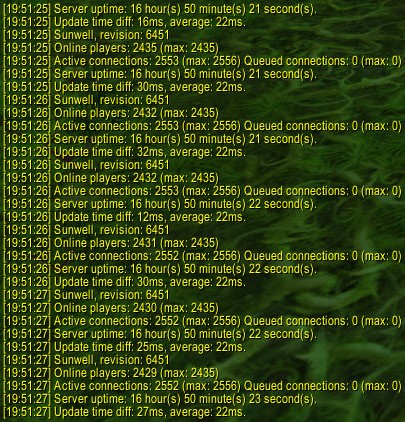 [19:51:25] Server uptime: 16 hour(s) 50 minute(s) 21 second(s).
[19:51:25] Update time diff: 16ms, average: 22ms.
[19:51:25] Sunwell, revision: 6451
[19:51:25] Online players: 2435 (max: 2435)
[19:51:25] Active connections: 2553 (max: 2556) Queued connections: 0 (max: 0)
[19:51:25] Server uptime: 16 hour(s) 50 minute(s) 21 second(s).
[19:51:25] Update time diff: 30ms, average: 22ms.
[19:51:26] Sunwell, revision: 6451
[19:51:26] Online players: 2432 (max: 2435)
[19:51:26] Active connections: 2553 (max: 2556) Queued connections: 0 (max: 0)
[19:51:26] Server uptime: 16 hour(s) 50 minute(s) 21 second(s).
[19:51:26] Update time diff: 32ms, average: 22ms.
[19:51:26] Sunwell, revision: 6451
[19:51:26] Online players: 2432 (max: 2435)
[19:51:26] Active connections: 2553 (max: 2556) Queued connections: 0 (max: 0)
[19:51:26] Server uptime: 16 hour(s) 50 minute(s) 22 second(s).
[19:51:26] Update time diff: 12ms, average: 22ms.
[19:51:26] Sunwell, revision: 6451
[19:51:26] Online players: 2431 (max: 2435)
[19:51:26] Active connections: 2552 (max: 2556) Queued connections: 0 (max: 0)
[19:51:26] Server uptime: 16 hour(s) 50 minute(s) 22 second(s).
[19:51:26] Update time diff: 30ms, average: 22ms.
[19:51:27] Sunwell, revision: 6451
[19:51:27] Online players: 2430 (max: 2435)
[19:51:27] Active connections: 2552 (max: 2556) Queued connections: 0 (max: 0)
[19:51:27] Server uptime: 16 hour(s) 50 minute(s) 22 second(s).
[19:51:27] Update time diff: 25ms, average: 22ms.
[19:51:27] Sunwell, revision: 6451
[19:51:27] Online players: 2429 (max: 2435)
[19:51:27] Active connections: 2552 (max: 2556) Queued connections: 0 (max: 0)
[19:51:27] Server uptime: 16 hour(s) 50 minute(s) 23 second(s).
[19:51:27] Update time diff: 27ms, average: 22ms.